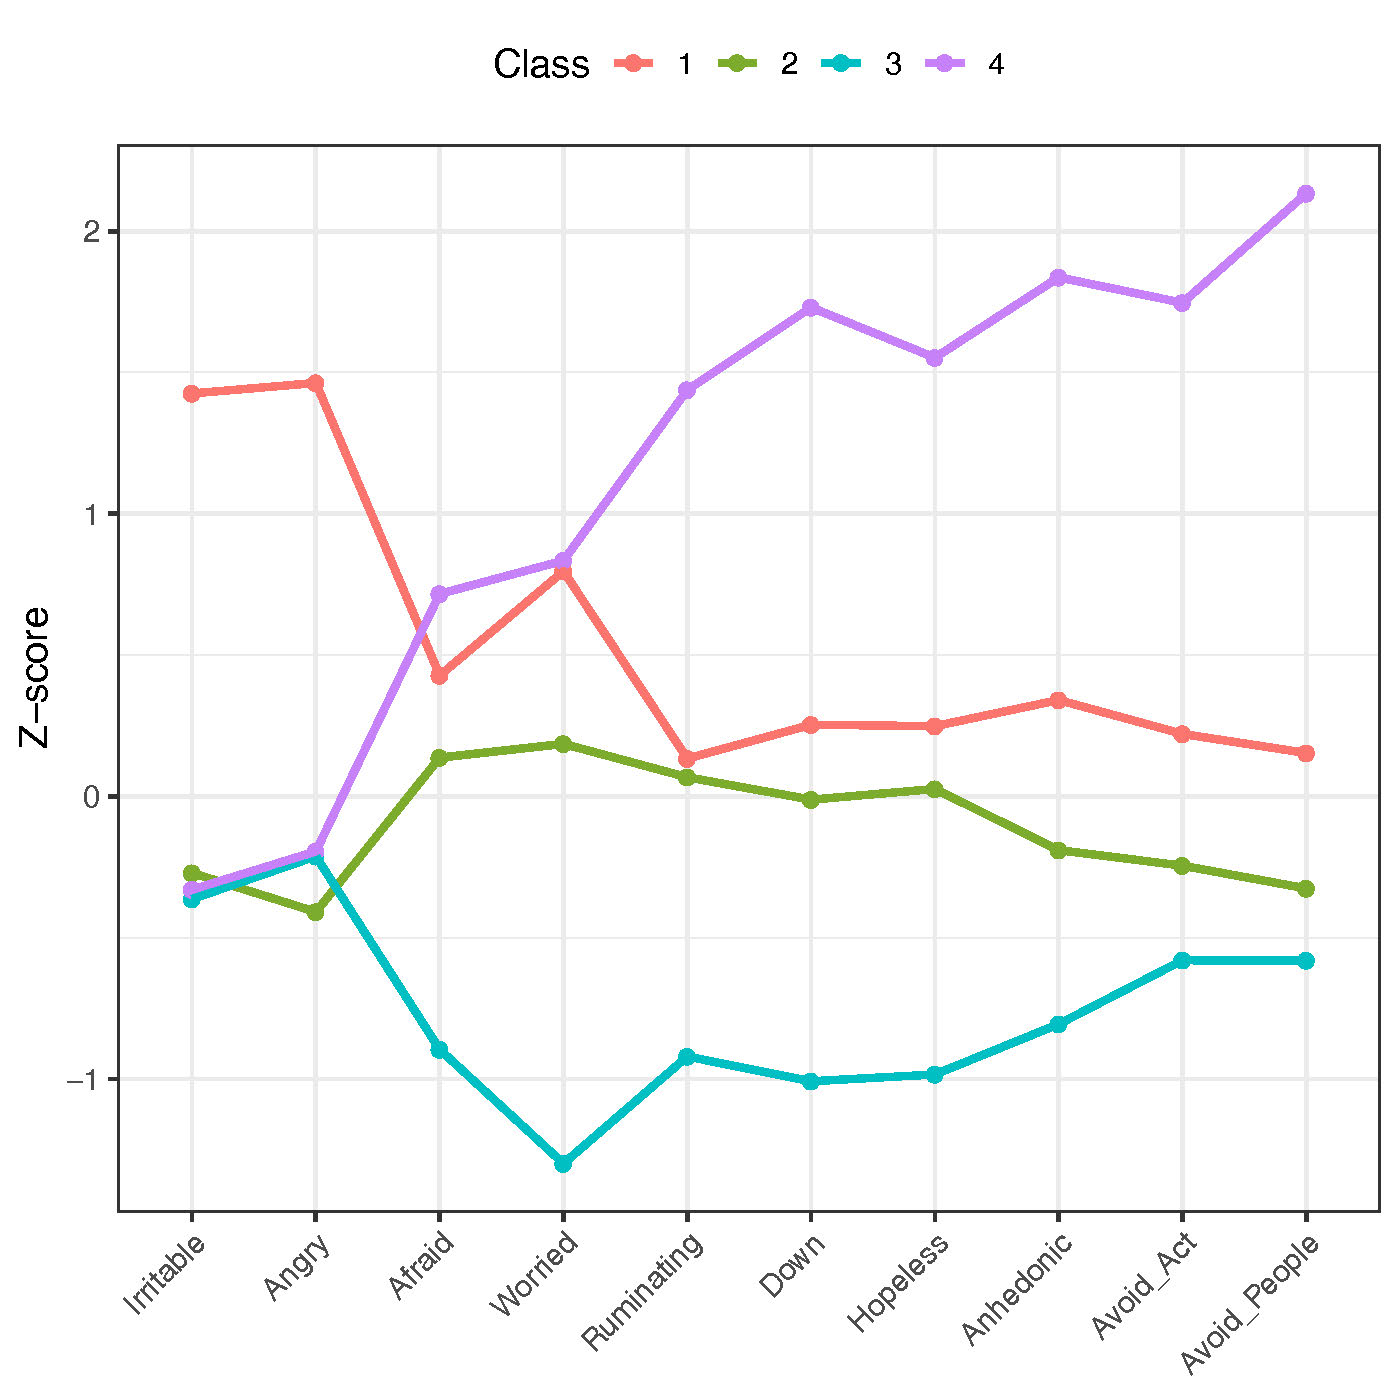 Class 1 2 3 4
Z−score
2
1
0
−1
Irritable
Angry
Afraid
Worried
Ruminating
Down
Hopeless
Anhedonic
Avoid_Act
Avoid_People